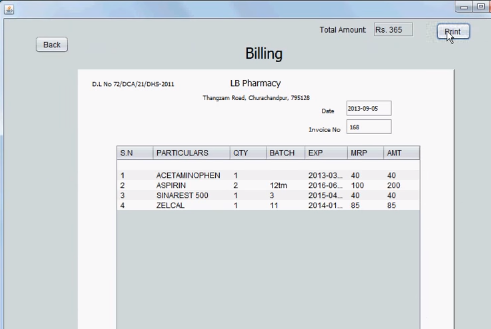 Total Amount Rs. 365 Print
Back
Billing
D.L No 72/DCA/21/DHS-2011 LB Pharmacy
Thangzam Road, Churachandpur, 795128
Date 2013-09-05
Invoice No 168
S.N PARTICULARS QTY BATCH EXP MRP AMT
1 ACETAMINOPHEN 1 2013-03... 40 40
2 ASPIRIN 2 12tm 2016-06... 100 200
3 SINAREST 500 1 3 2015-04... 40 40
4 ZELCAL 1 11 2014-01... 85 85